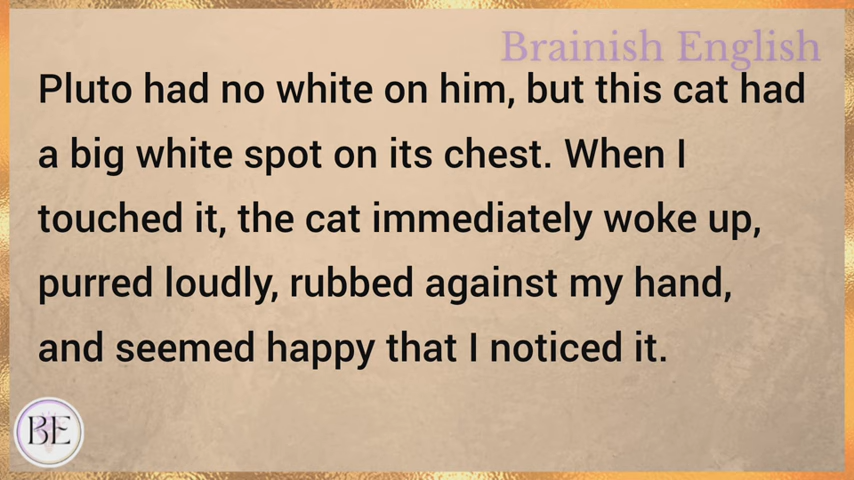 Brainish English
Pluto had no white on him, but this cat had
a big white spot on its chest. When I
touched it, the cat immediately woke up,
purred loudly, rubbed against my hand,
and seemed happy that I noticed it.
BE